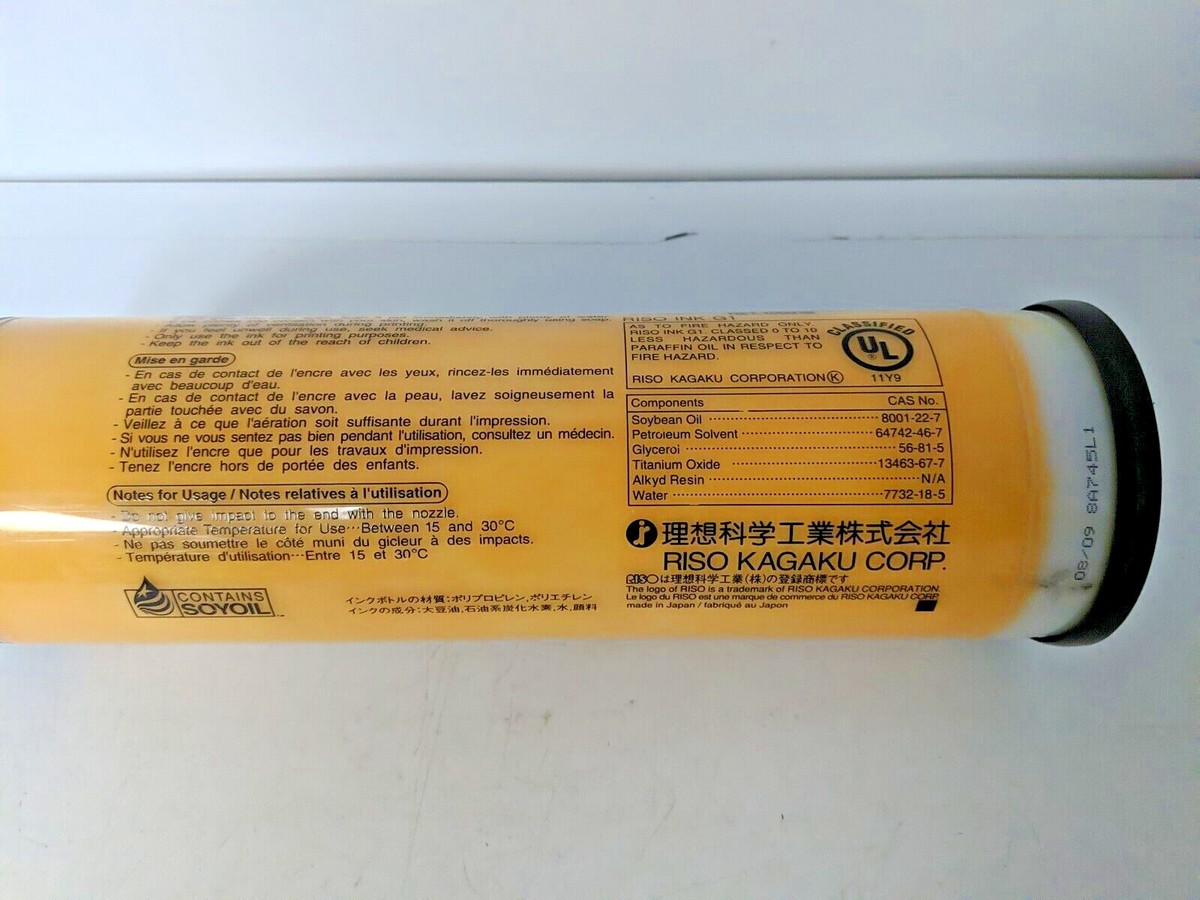 - If you feel unwell during use, seek medical advice.
- Only use the ink for printing purposes.
- Keep the ink out of the reach of children.
Mise en garde
- En cas de contact de l'encre avec les yeux, rincez-les immédiatement
avec beaucoup d'eau.
- En cas de contact de l'encre avec la peau, lavez soigneusement la
partie touchée avec du savon.
- Veillez à ce que l'aération soit suffisante durant l'impression.
- Si vous ne vous sentez pas bien pendant l'utilisation, consultez un médecin.
- N'utilisez l'encre que pour les travaux d'impression.
- Tenez l'encre hors de portée des enfants.
Notes for Usage / Notes relatives à l'utilisation
- Do not give impact to the end with the nozzle.
- Appropriate Temperature for Use···Between 15 and 30°C
- Ne pas soumettre le côté muni du gicleur à des impacts.
- Température d'utilisation···Entre 15 et 30°C
CONTAINS
SOYOIL
インクボトルの材質:ポリプロピレン,ポリエチレン
インクの成分:大豆油,石油系炭化水素,水,顔料
RISO INK G1
AS TO FIRE HAZARD ONLY.
RISO INK G1. CLASSED 0 TO 10
LESS HAZARDOUS THAN
PARAFFIN OIL IN RESPECT TO
FIRE HAZARD.
RISO KAGAKU CORPORATION Ⓚ
CLASSIFIED
UL
®
11Y9
Components CAS No.
Soybean Oil 8001-22-7
Petroleum Solvent 64742-46-7
Glycerol 56-81-5
Titanium Oxide 13463-67-7
Alkyd Resin N/A
Water 7732-18-5
理想科学工業株式会社
RISO KAGAKU CORP.
RISOは理想科学工業(株)の登録商標です
The logo of RISO is a trademark of RISO KAGAKU CORPORATION.
Le logo du RISO est une marque de commerce du RISO KAGAKU CORP.
made in Japan / fabriqué au Japon
08/09 8A745L1